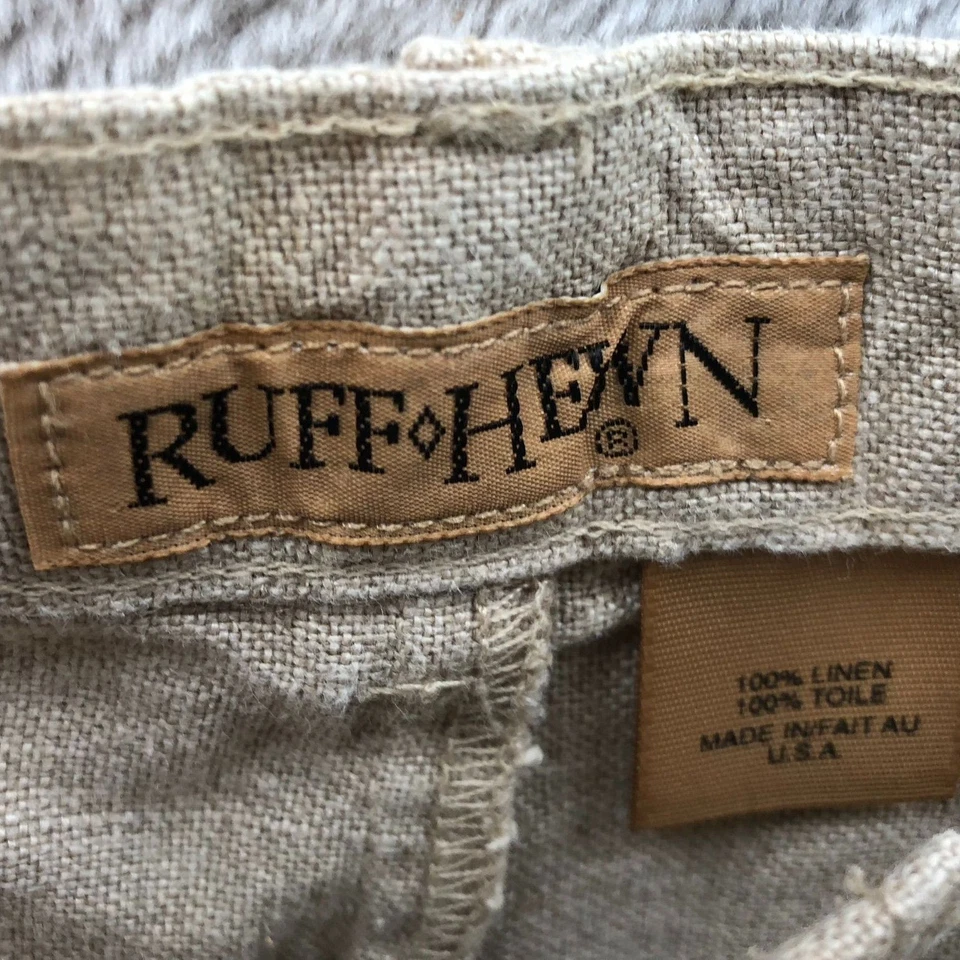 RUFF◇HEWN®
100% LINEN
100% TOILE
MADE IN/FAIT AU
U.S.A.